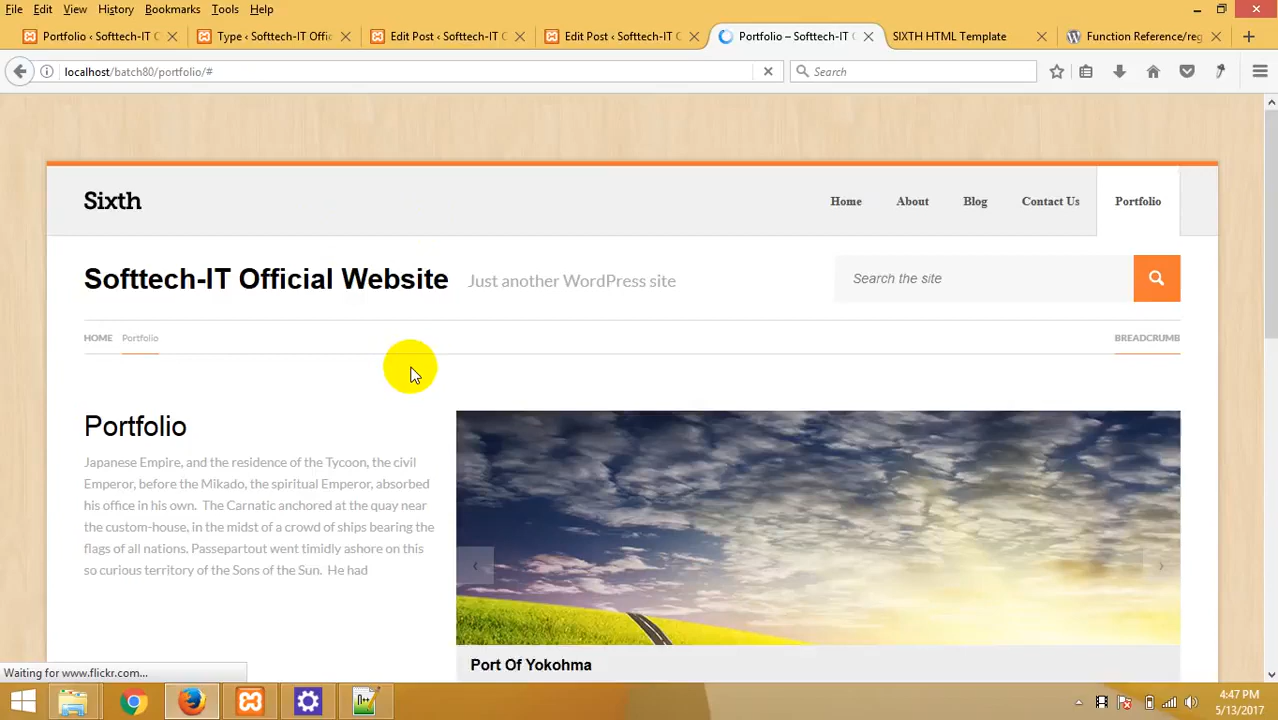 File Edit View History Bookmarks Tools Help
Portfolio ‹ Softtech-IT C
Type ‹ Softtech-IT Offic
Edit Post ‹ Softtech-IT C
Edit Post ‹ Softtech-IT C
Portfolio – Softtech-IT C
SIXTH HTML Template
Function Reference/reg
localhost/batch80/portfolio/#
Search
Sixth
Home About Blog Contact Us Portfolio
Softtech-IT Official Website
Just another WordPress site
Search the site
HOME Portfolio
BREADCRUMB
Portfolio
Japanese Empire, and the residence of the Tycoon, the civil
Emperor, before the Mikado, the spiritual Emperor, absorbed
his office in his own. The Carnatic anchored at the quay near
the custom-house, in the midst of a crowd of ships bearing the
flags of all nations. Passepartout went timidly ashore on this
so curious territory of the Sons of the Sun. He had
Port Of Yokohma
Waiting for www.flickr.com...
4:47 PM
5/13/2017